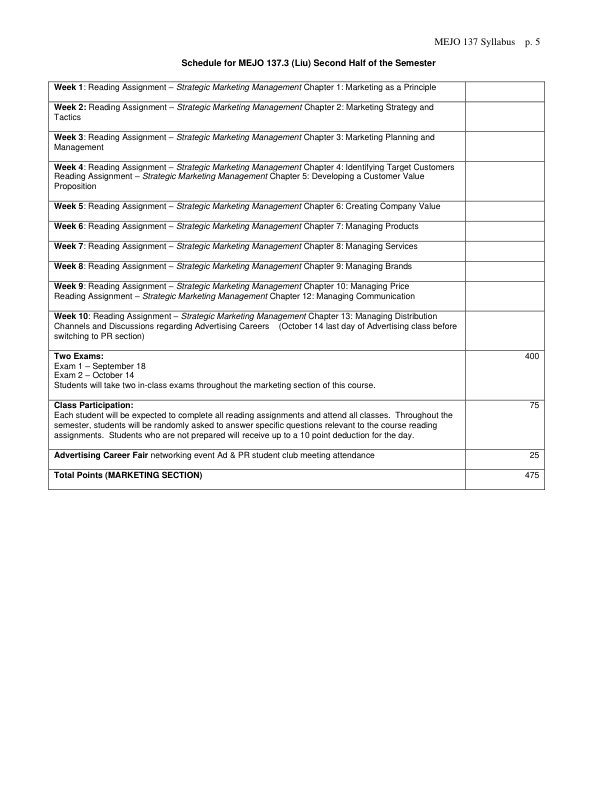 MEJO 137 Syllabus p. 5
Schedule for MEJO 137.3 (Liu) Second Half of the Semester
Week 1: Reading Assignment – Strategic Marketing Management Chapter 1: Marketing as a Principle
Week 2: Reading Assignment – Strategic Marketing Management Chapter 2: Marketing Strategy and
Tactics
Week 3: Reading Assignment – Strategic Marketing Management Chapter 3: Marketing Planning and
Management
Week 4: Reading Assignment – Strategic Marketing Management Chapter 4: Identifying Target Customers
Reading Assignment – Strategic Marketing Management Chapter 5: Developing a Customer Value
Proposition
Week 5: Reading Assignment – Strategic Marketing Management Chapter 6: Creating Company Value
Week 6: Reading Assignment – Strategic Marketing Management Chapter 7: Managing Products
Week 7: Reading Assignment – Strategic Marketing Management Chapter 8: Managing Services
Week 8: Reading Assignment – Strategic Marketing Management Chapter 9: Managing Brands
Week 9: Reading Assignment – Strategic Marketing Management Chapter 10: Managing Price
Reading Assignment – Strategic Marketing Management Chapter 12: Managing Communication
Week 10: Reading Assignment – Strategic Marketing Management Chapter 13: Managing Distribution
Channels and Discussions regarding Advertising Careers (October 14 last day of Advertising class before
switching to PR section)
Two Exams: 400
Exam 1 – September 18
Exam 2 – October 14
Students will take two in-class exams throughout the marketing section of this course.
Class Participation: 75
Each student will be expected to complete all reading assignments and attend all classes. Throughout the
semester, students will be randomly asked to answer specific questions relevant to the course reading
assignments. Students who are not prepared will receive up to a 10 point deduction for the day.
Advertising Career Fair networking event Ad & PR student club meeting attendance 25
Total Points (MARKETING SECTION) 475